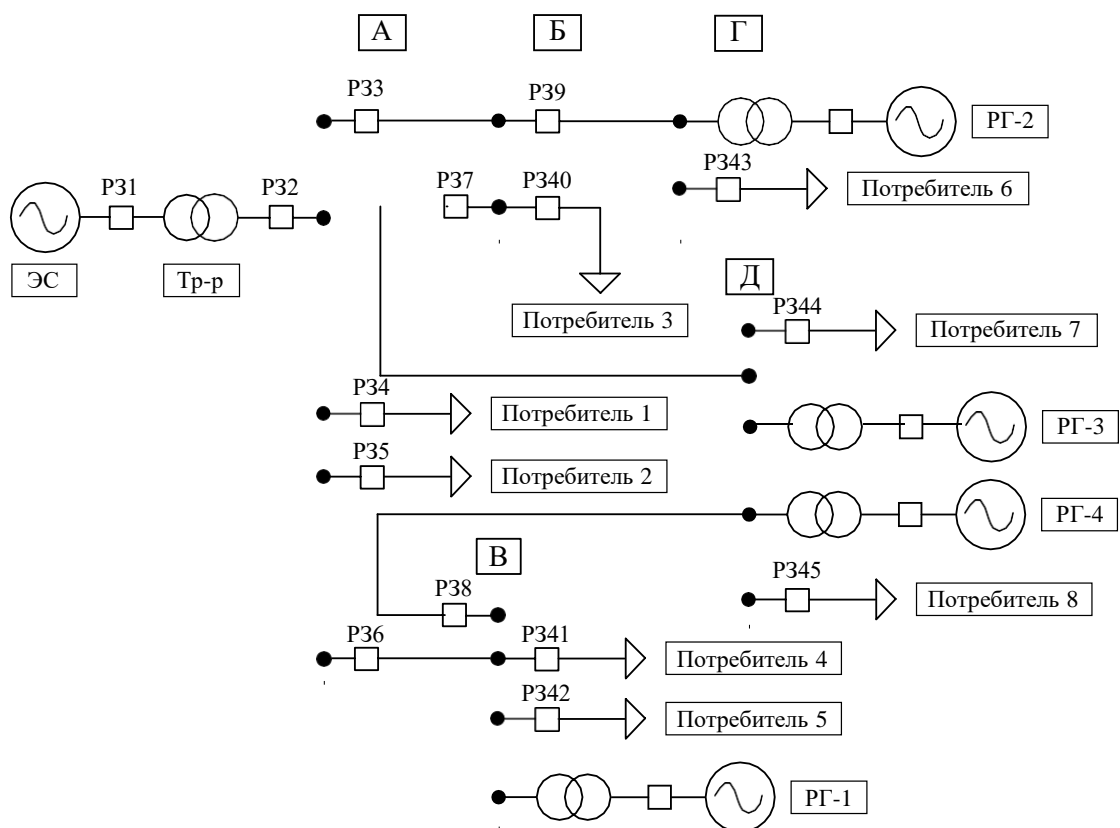 А
Б
Г
РЗ3
РЗ9
РГ-2
РЗ43
РЗ1
РЗ2
РЗ7
РЗ40
Потребитель 6
ЭС
Тр-р
Д
РЗ44
Потребитель 3
Потребитель 7
РЗ4
Потребитель 1
РГ-3
РЗ5
Потребитель 2
РГ-4
В
РЗ45
РЗ8
Потребитель 8
РЗ6
РЗ41
Потребитель 4
РЗ42
Потребитель 5
РГ-1